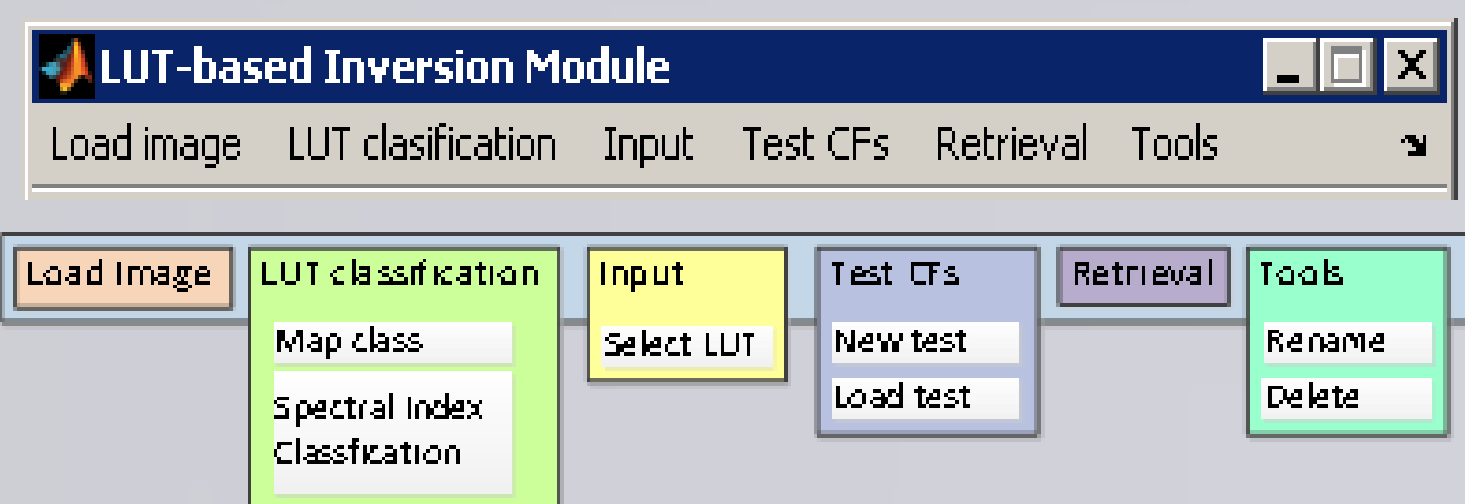 LUT-based Inversion Module
Load image LUT clasification Input Test CFs Retrieval Tools
Load Image LUT classification Input Test CFs Retrieval Tools
Map class Select LUT New test Rename
Spectral Index Load test Delete
Classfication